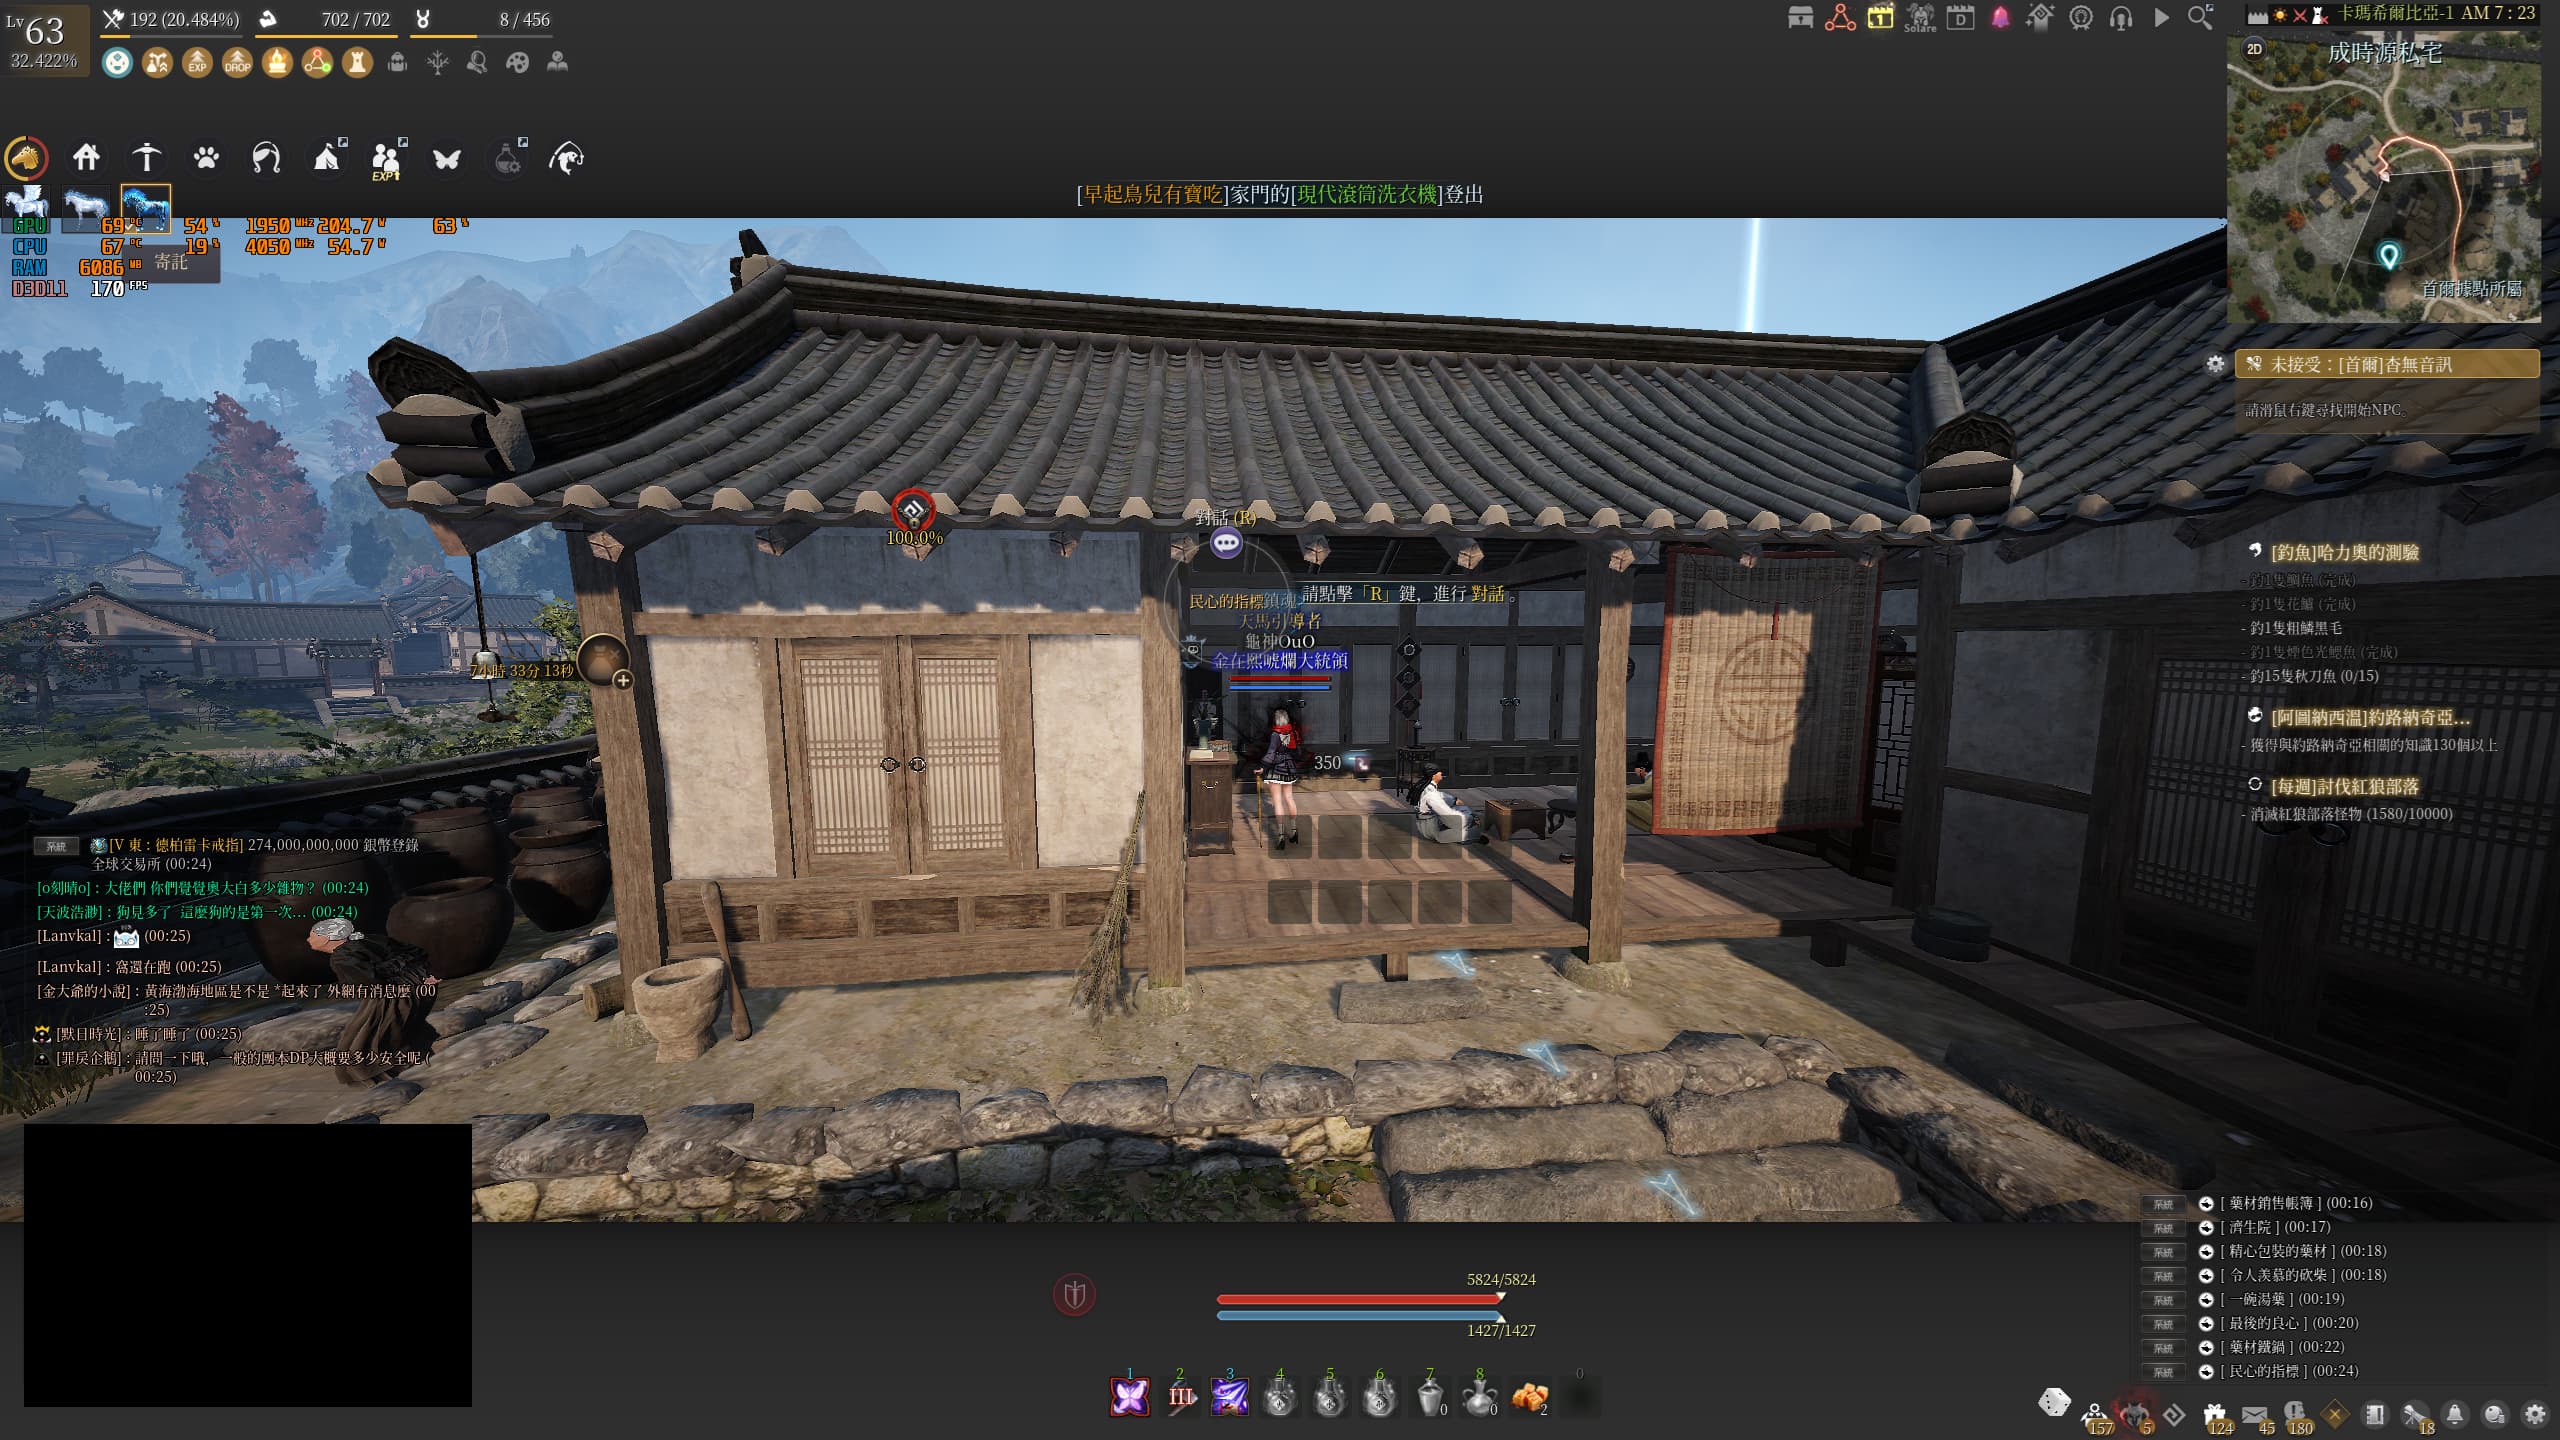 Lv 63
32.422%
192 (20.484%)
702 / 702
8 / 456
EXP
DROP
EXP
Solare
1
D
卡瑪希爾比亞-1 AM 7 : 23
2D
成時源私宅
首爾據點所屬
[早起鳥兒有寶吃]家門的[現代滾筒洗衣機]登出
GPU 69 °C 54 % 1950 MHz 204.7 W 63 %
CPU 67 °C 19 % 4050 MHz 54.7 W
RAM 6086 MB
D3D11 170 FPS
寄託
未接受：[首爾]杳無音訊
請滑鼠右鍵尋找開始NPC。
100.0%
對話 (R)
請點擊「R」鍵，進行 對話 。
民心的指標
天馬引導者
龜神OuO
金在熙唬爛大統領
350
7小時 33分 13秒
[釣魚]哈力奧的測驗
- 釣1隻鯛魚 (完成)
- 釣1隻花鱸 (完成)
- 釣1隻粗鱗黑毛
- 釣1隻煙色光鰓魚 (完成)
- 釣15隻秋刀魚 (0/15)
[阿圖納西溫]約路納奇亞...
- 獲得與約路納奇亞相關的知識130個以上
[每週]討伐紅狼部落
- 消滅紅狼部落怪物 (1580/10000)
系統 [V 東 : 德柏雷卡戒指] 274,000,000,000 銀幣登錄
全球交易所 (00:24)
[o刻晴o] : 大佬們 你們覺覺奧大白多少雜物？ (00:24)
[天波浩渺] : 狗見多了 這麼狗的是第一次... (00:24)
[Lanvkal] : (00:25)
[Lanvkal] : 窩還在跑 (00:25)
[金大爺的小說] : 黃海渤海地區是不是 *起來了 外網有消息麼 (00
:25)
[默目時光] : 睡了睡了 (00:25)
[罪戾企鵝] : 請問一下哦，一般的團本DP大概要多少安全呢 (
00:25)
5824/5824
1427/1427
1 2 3 4 5 6 7 8 0
III
0 0 2
系統 [ 藥材銷售帳簿 ] (00:16)
系統 [ 濟生院 ] (00:17)
系統 [ 精心包裝的藥材 ] (00:18)
系統 [ 令人羨慕的砍柴 ] (00:18)
系統 [ 一碗湯藥 ] (00:19)
系統 [ 最後的良心 ] (00:20)
系統 [ 藥材鐵鍋 ] (00:22)
系統 [ 民心的指標 ] (00:24)
157 5 124 45 180 18